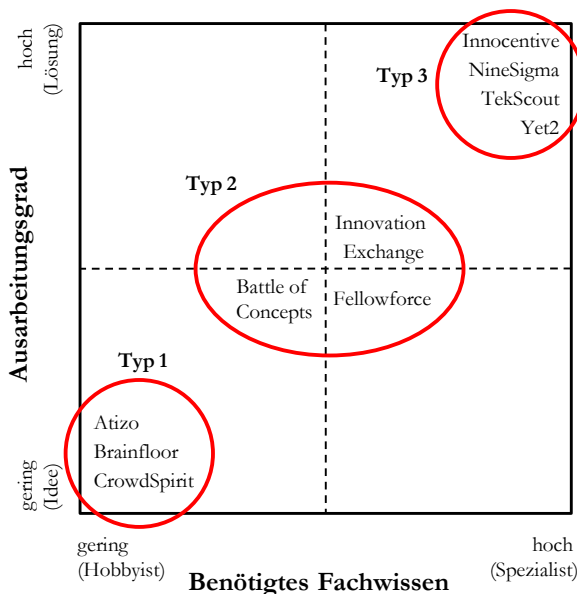 hoch
(Lösung)
Ausarbeitungsgrad
gering
(Idee)
Typ 3
Innocentive
NineSigma
TekScout
Yet2
Typ 2
Innovation
Exchange
Battle of
Concepts
Fellowforce
Typ 1
Atizo
Brainfloor
CrowdSpirit
gering
(Hobbyist)
hoch
(Spezialist)
Benötigtes Fachwissen